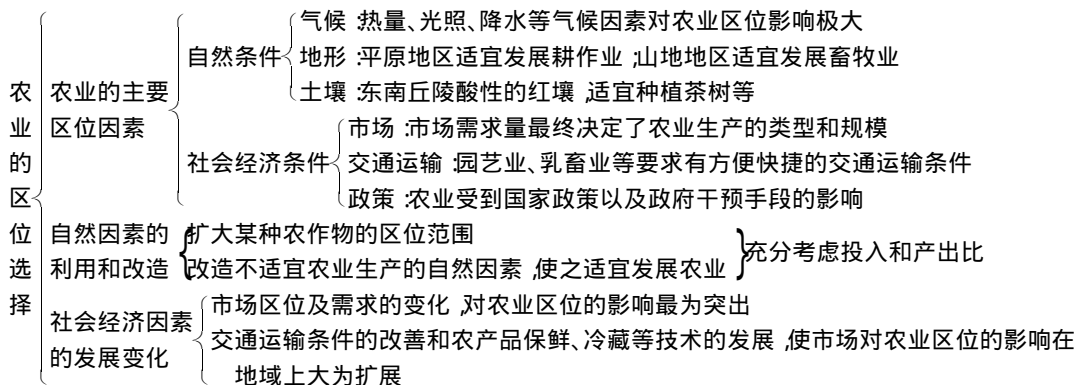 气候:热量、光照、降水等气候因素对农业区位影响极大
自然条件
地形:平原地区适宜发展耕作业;山地地区适宜发展畜牧业
农业的主要
区位因素
土壤:东南丘陵酸性的红壤,适宜种植茶树等
市场:市场需求量最终决定了农业生产的类型和规模
社会经济条件
交通运输:园艺业、乳畜业等要求有方便快捷的交通运输条件
政策:农业受到国家政策以及政府干预手段的影响
农业的区位选择
自然因素的
利用和改造
扩大某种农作物的区位范围
改造不适宜农业生产的自然因素,使之适宜发展农业
充分考虑投入和产出比
社会经济因素
的发展变化
市场区位及需求的变化,对农业区位的影响最为突出
交通运输条件的改善和农产品保鲜、冷藏等技术的发展,使市场对农业区位的影响在
地域上大为扩展